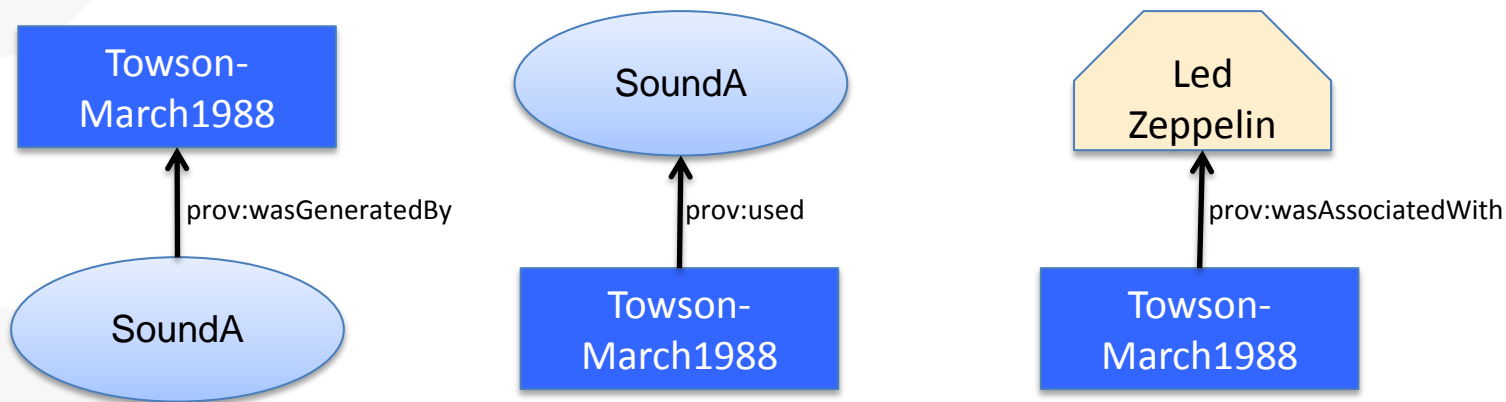 Towson-
March1988
prov:wasGeneratedBy
SoundA
SoundA
prov:used
Towson-
March1988
Led
Zeppelin
prov:wasAssociatedWith
Towson-
March1988